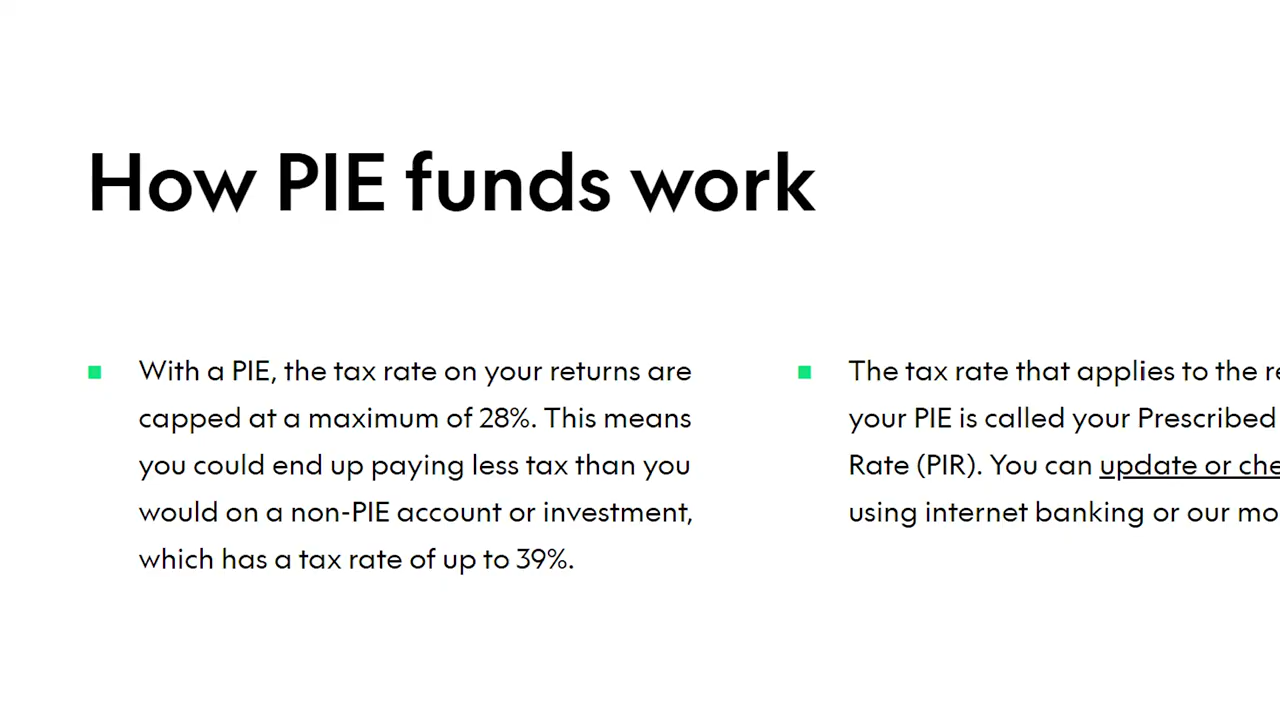 How PIE funds work
With a PIE, the tax rate on your returns are
capped at a maximum of 28%. This means
you could end up paying less tax than you
would on a non-PIE account or investment,
which has a tax rate of up to 39%.
The tax rate that applies to the
your PIE is called your Prescribed
Rate (PIR). You can update or
using internet banking or our